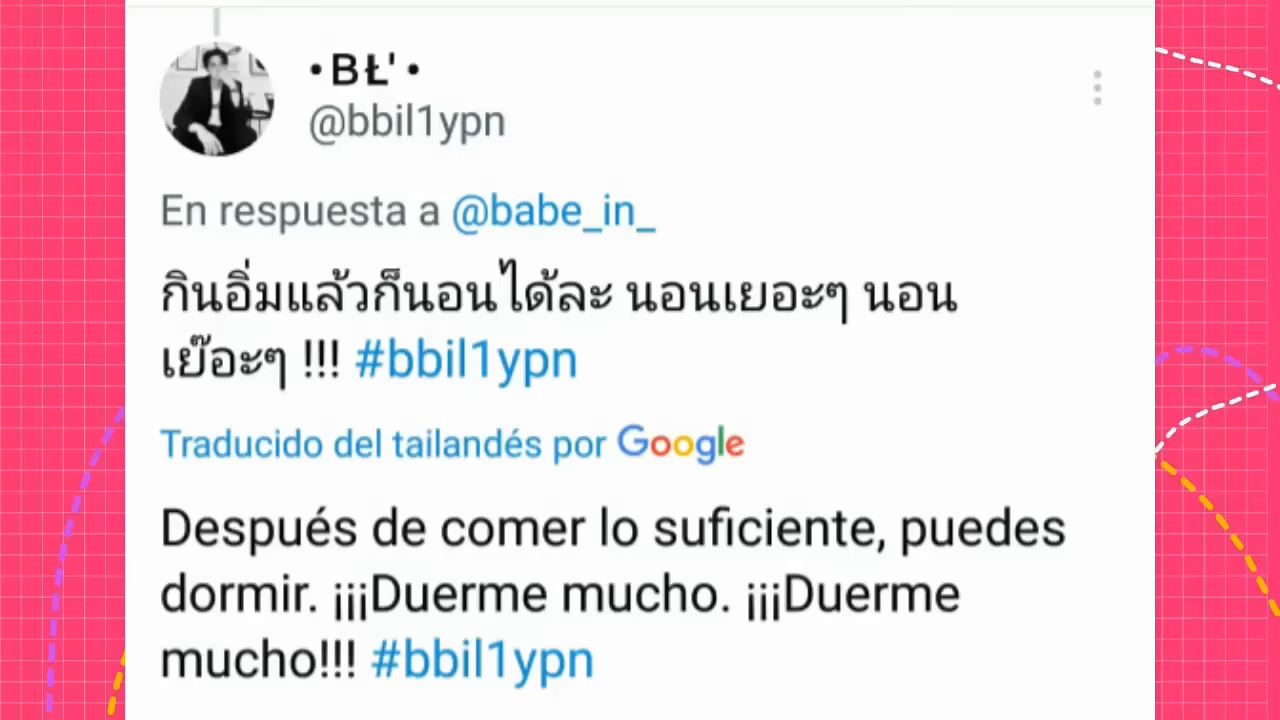 •BŁ'•
@bbil1ypn
En respuesta a @babe_in_
กินอิ่มแล้วก็นอนได้ละ นอนเยอะๆ นอน
เย๊อะๆ !!! #bbil1ypn
Traducido del tailandés por Google
Después de comer lo suficiente, puedes
dormir. ¡¡¡Duerme mucho. ¡¡¡Duerme
mucho!!! #bbil1ypn